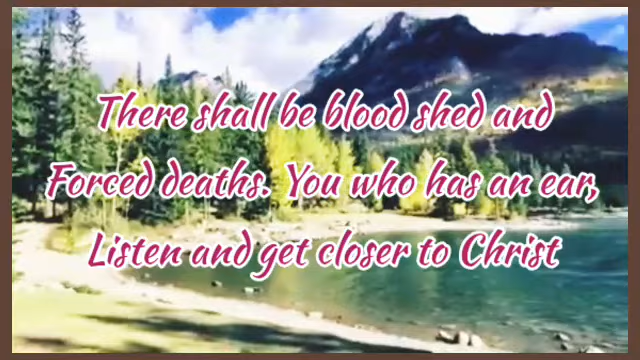 There shall be blood shed and
Forced deaths. You who has an ear,
Listen and get closer to Christ